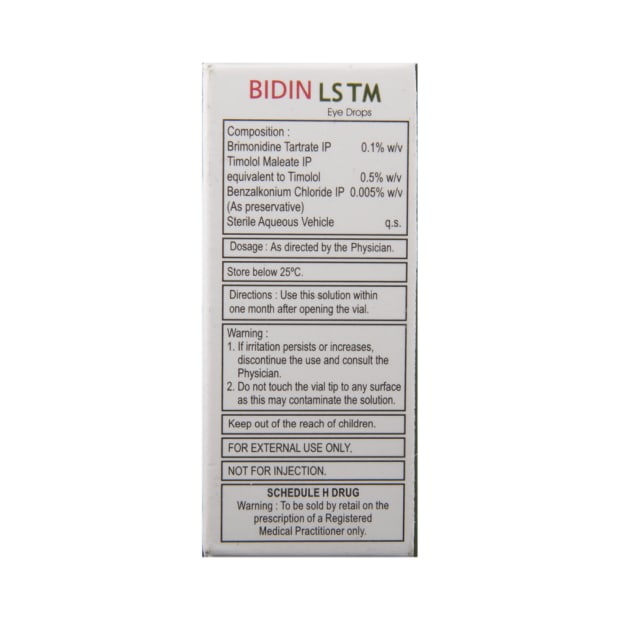 BIDIN LS TM
Eye Drops
Composition :
Brimonidine Tartrate IP 0.1% w/v
Timolol Maleate IP
equivalent to Timolol 0.5% w/v
Benzalkonium Chloride IP 0.005% w/v
(As preservative)
Sterile Aqueous Vehicle q.s.
Dosage : As directed by the Physician.
Store below 25ºC.
Directions : Use this solution within
one month after opening the vial.
Warning :
1. If irritation persists or increases,
discontinue the use and consult the
Physician.
2. Do not touch the vial tip to any surface
as this may contaminate the solution.
Keep out of the reach of children.
FOR EXTERNAL USE ONLY.
NOT FOR INJECTION.
SCHEDULE H DRUG
Warning : To be sold by retail on the
prescription of a Registered
Medical Practitioner only.